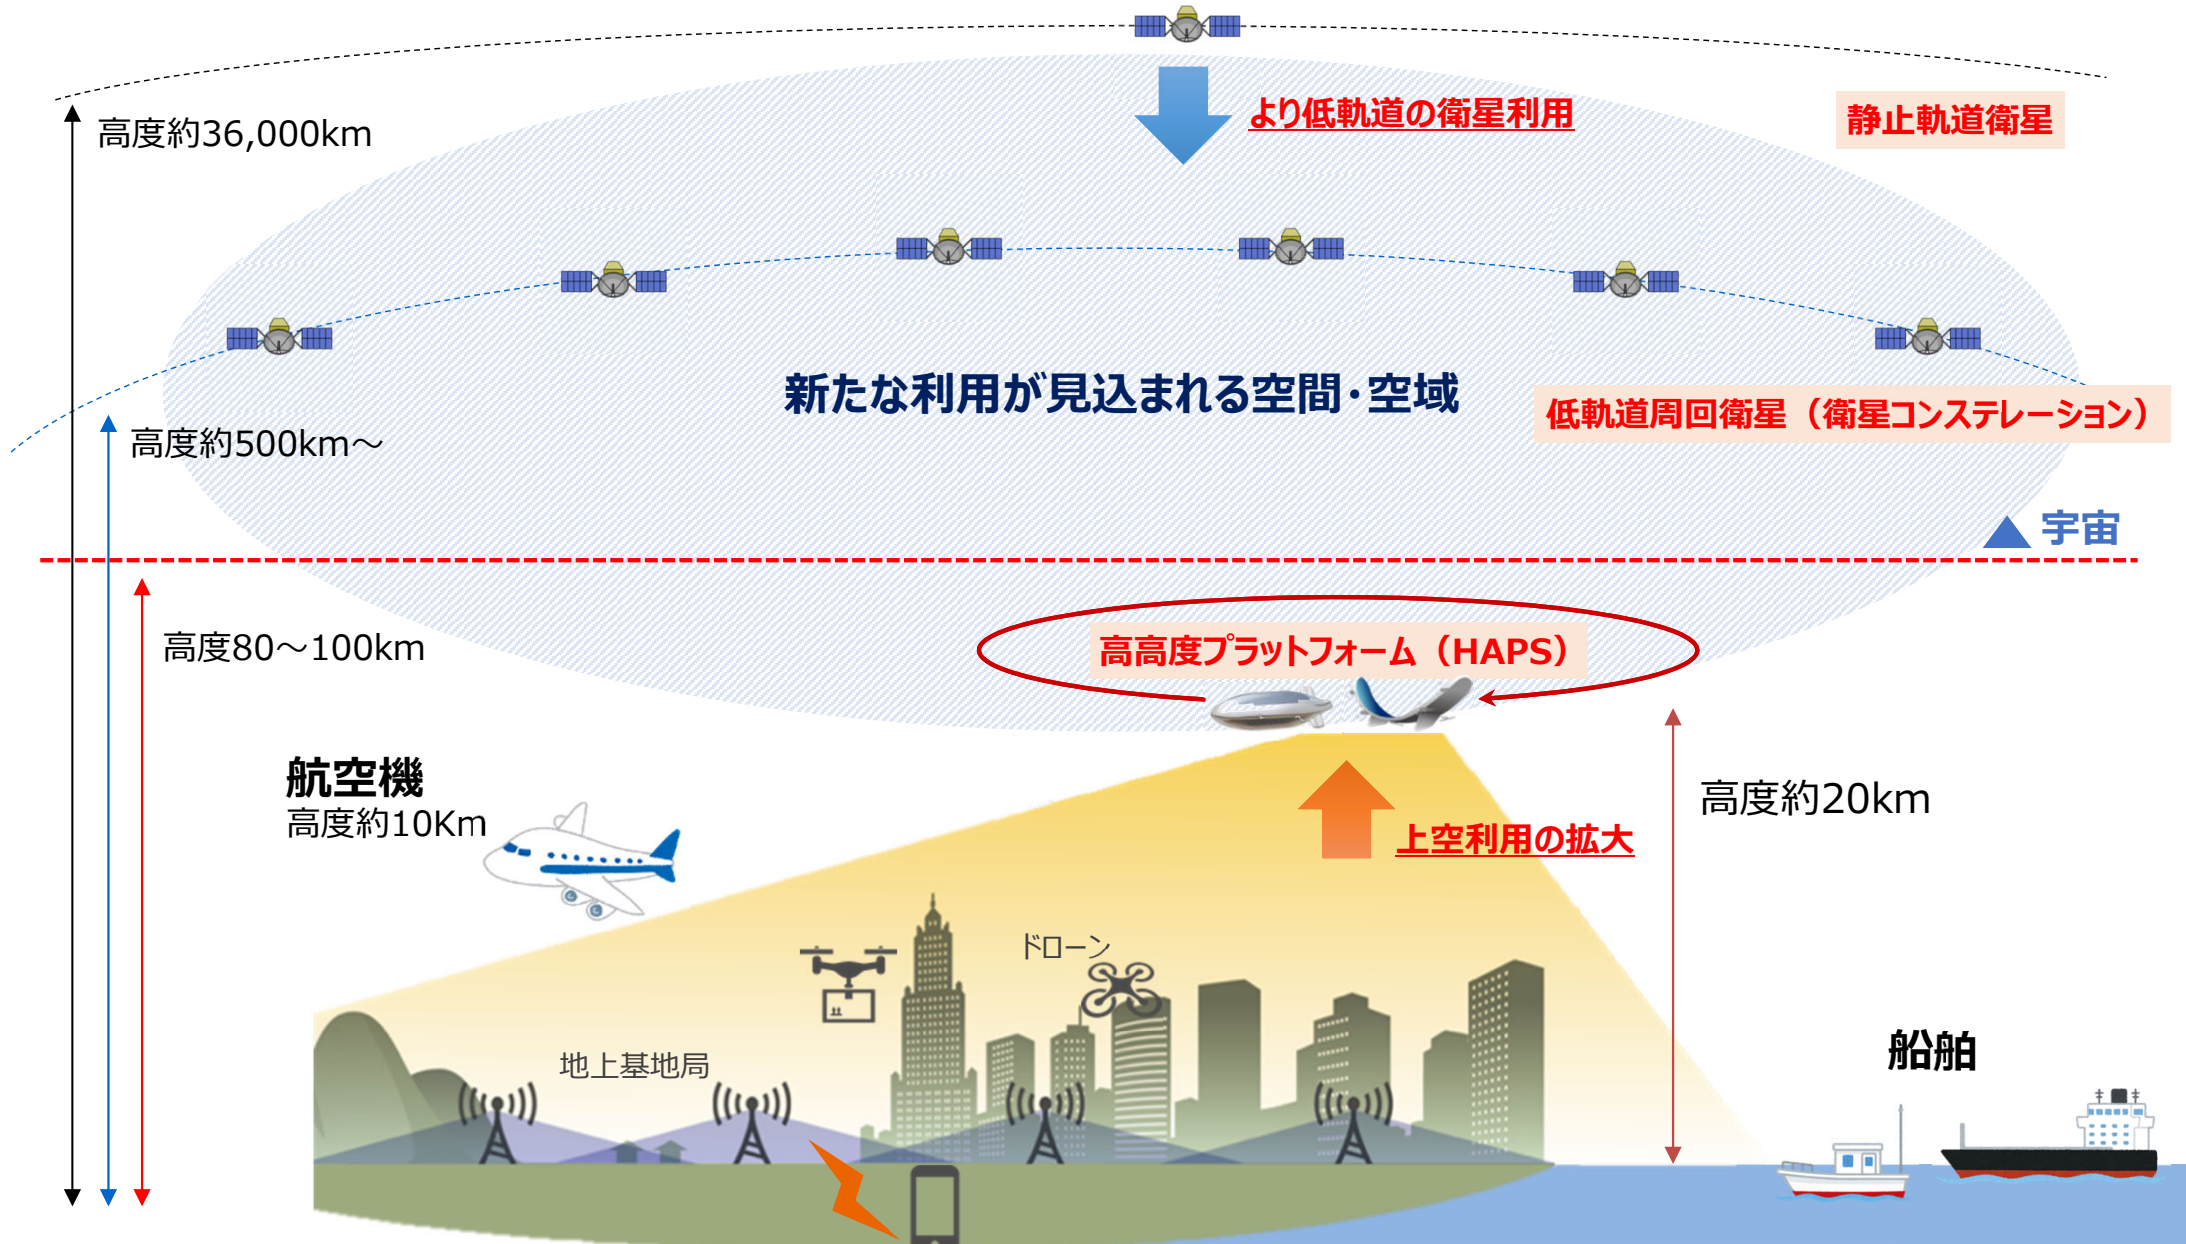 高度約36,000km
より低軌道の衛星利用
静止軌道衛星
新たな利用が見込まれる空間・空域
低軌道周回衛星（衛星コンステレーション）
高度約500km～
宇宙
高度80～100km
高高度プラットフォーム（HAPS）
航空機
高度約10Km
高度約20km
上空利用の拡大
ドローン
地上基地局
船舶